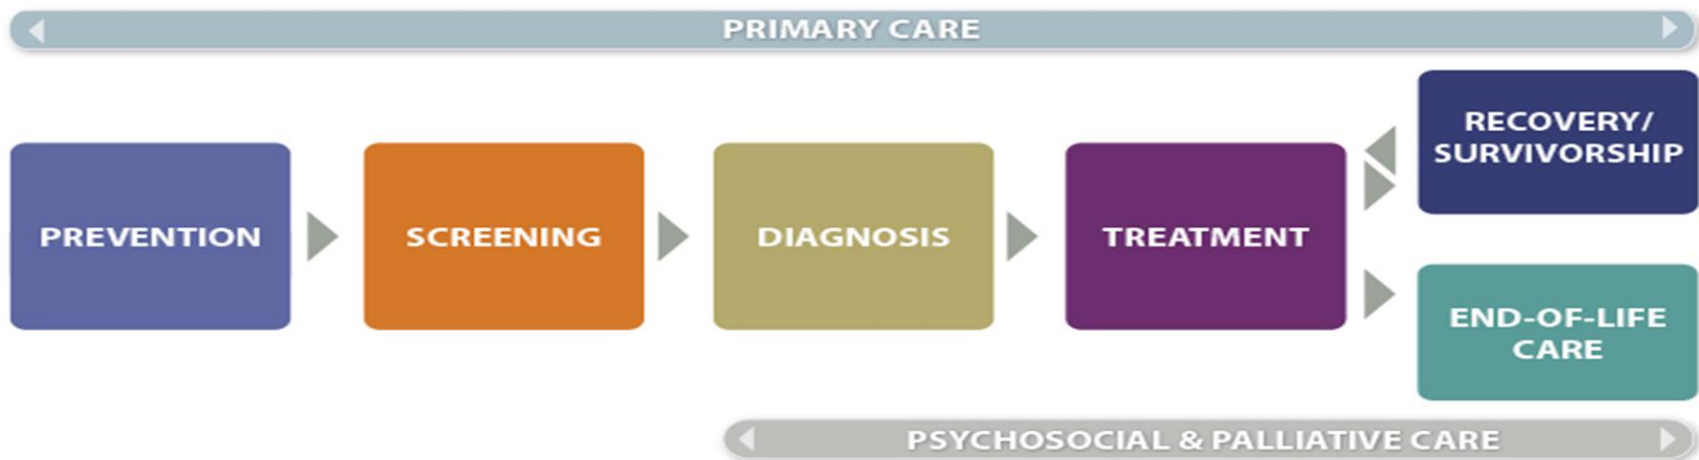 PRIMARY CARE
PREVENTION
SCREENING
DIAGNOSIS
TREATMENT
RECOVERY/
SURVIVORSHIP
END-OF-LIFE
CARE
PSYCHOSOCIAL & PALLIATIVE CARE